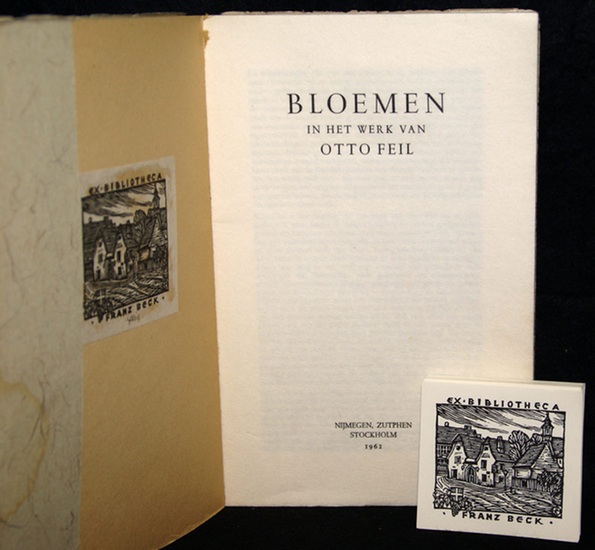 EX·BIBLIOTHECA
· FRANZ BECK ·
BLOEMEN
IN HET WERK VAN
OTTO FEIL
NIJMEGEN, ZUTPHEN
STOCKHOLM
1962
EX·BIBLIOTHECA
· FRANZ BECK ·